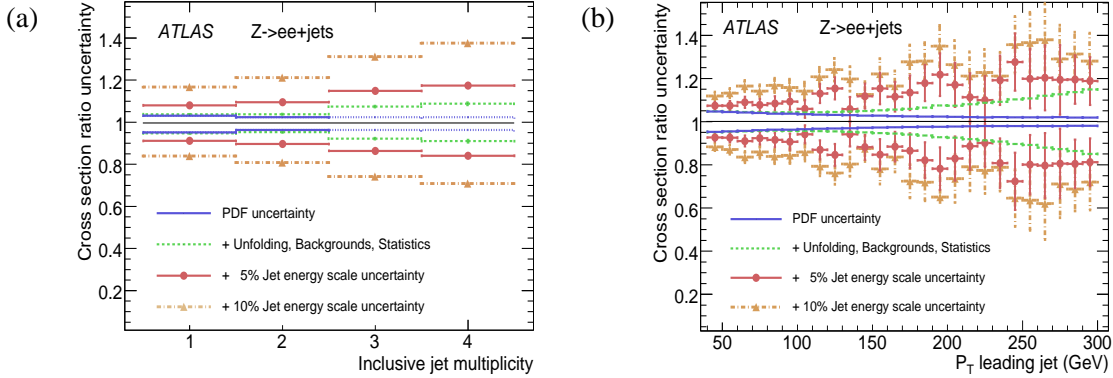 (a)
Cross section ratio uncertainty
1.4
1.2
1
0.8
0.6
0.4
0.2
ATLAS Z->ee+jets
PDF uncertainty
+ Unfolding, Backgrounds, Statistics
+ 5% Jet energy scale uncertainty
+ 10% Jet energy scale uncertainty
1 2 3 4
Inclusive jet multiplicity
(b)
Cross section ratio uncertainty
1.4
1.2
1
0.8
0.6
0.4
0.2
ATLAS Z->ee+jets
PDF uncertainty
+ Unfolding, Backgrounds, Statistics
+ 5% Jet energy scale uncertainty
+ 10% Jet energy scale uncertainty
50 100 150 200 250 300
P_T leading jet (GeV)